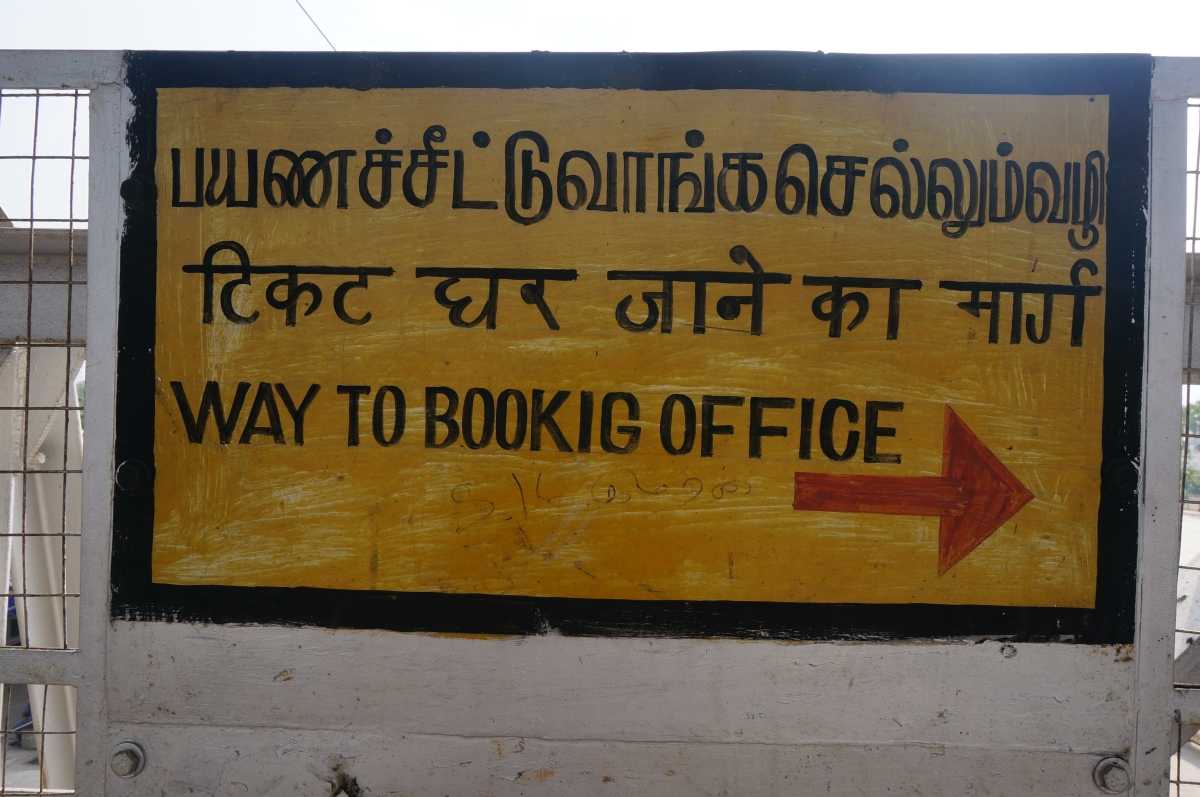 பயணச்சீட்டுவாங்கசெல்லும்வழி
टिकट घर जाने का मार्ग
WAY TO BOOKIG OFFICE